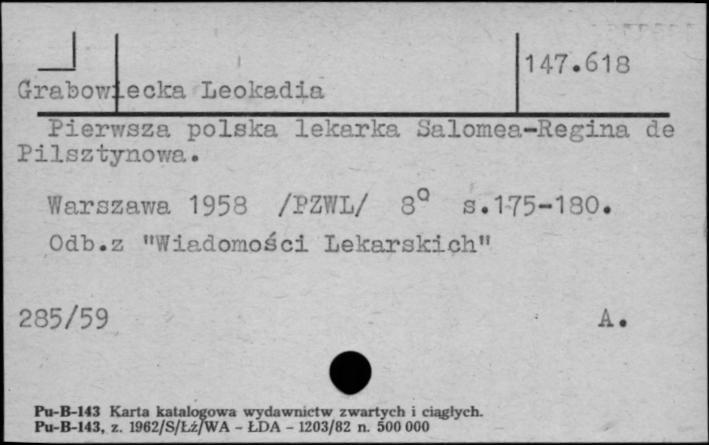 147.618
Grabowiecka Leokadia
Pierwsza polska lekarka Salomea-Regina de
Pilsztynowa.
Warszawa 1958 /PZWL/ 8° s.175-180.
Odb.z "Wiadomości Lekarskich"
285/59 A.
Pu-B-143 Karta katalogowa wydawnictw zwartych i ciągłych.
Pu-B-143, z. 1962/S/Łź/WA - ŁDA - 1203/82 n. 500 000